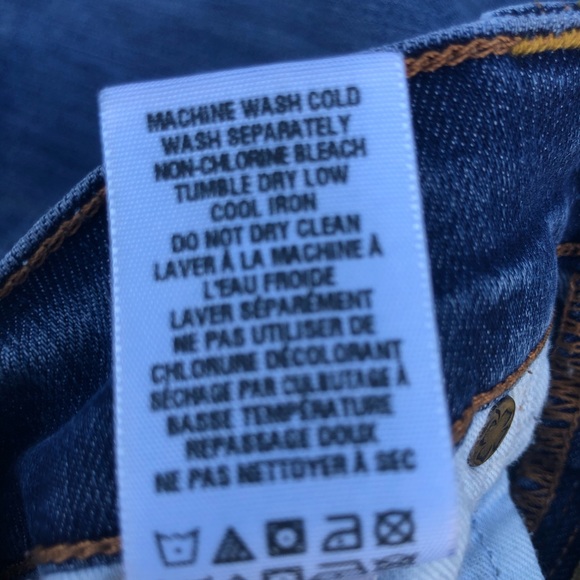 MACHINE WASH COLD
WASH SEPARATELY
NON-CHLORINE BLEACH
TUMBLE DRY LOW
COOL IRON
DO NOT DRY CLEAN
LAVER À LA MACHINE À
L'EAU FROIDE
LAVER SÉPARÉMENT
NE PAS UTILISER DE
CHLORURE DÉCOLORANT
SÉCHAGE PAR CULBUTAGE À
BASSE TEMPÉRATURE
REPASSAGE DOUX
NE PAS NETTOYER À SEC